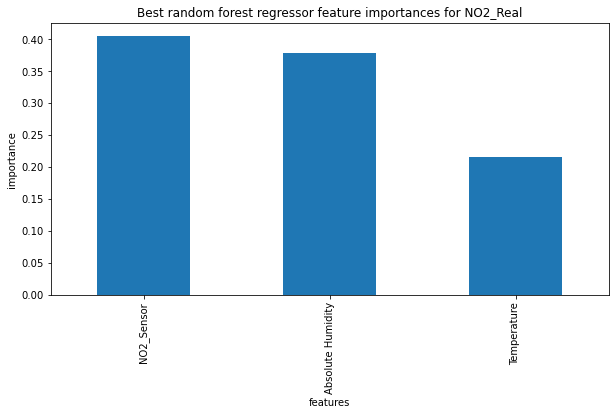 Best random forest regressor feature importances for NO2_Real
importance
0.40
0.35
0.30
0.25
0.20
0.15
0.10
0.05
0.00
NO2_Sensor
Absolute Humidity
Temperature
features